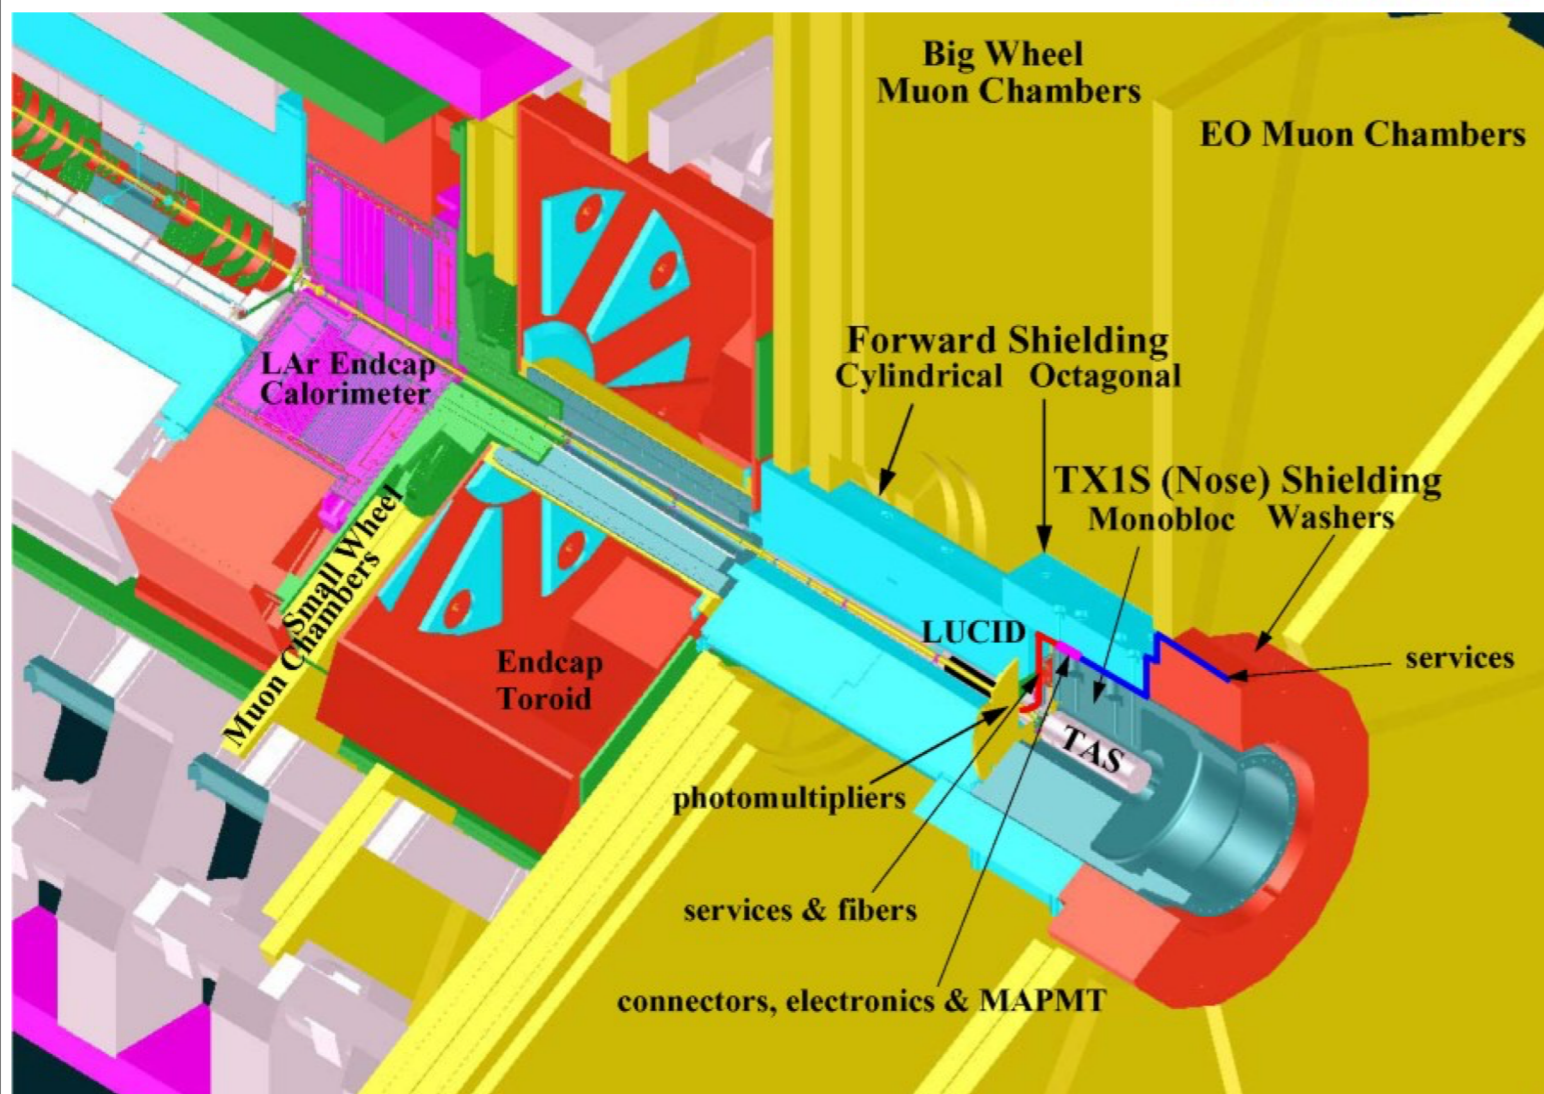 Big Wheel
Muon Chambers
EO Muon Chambers
Forward Shielding
Cylindrical Octagonal
LAr Endcap
Calorimeter
TX1S (Nose) Shielding
Monobloc Washers
Small Wheel
Muon Chambers
LUCID
services
Endcap
Toroid
TAS
photomultipliers
services & fibers
connectors, electronics & MAPMT